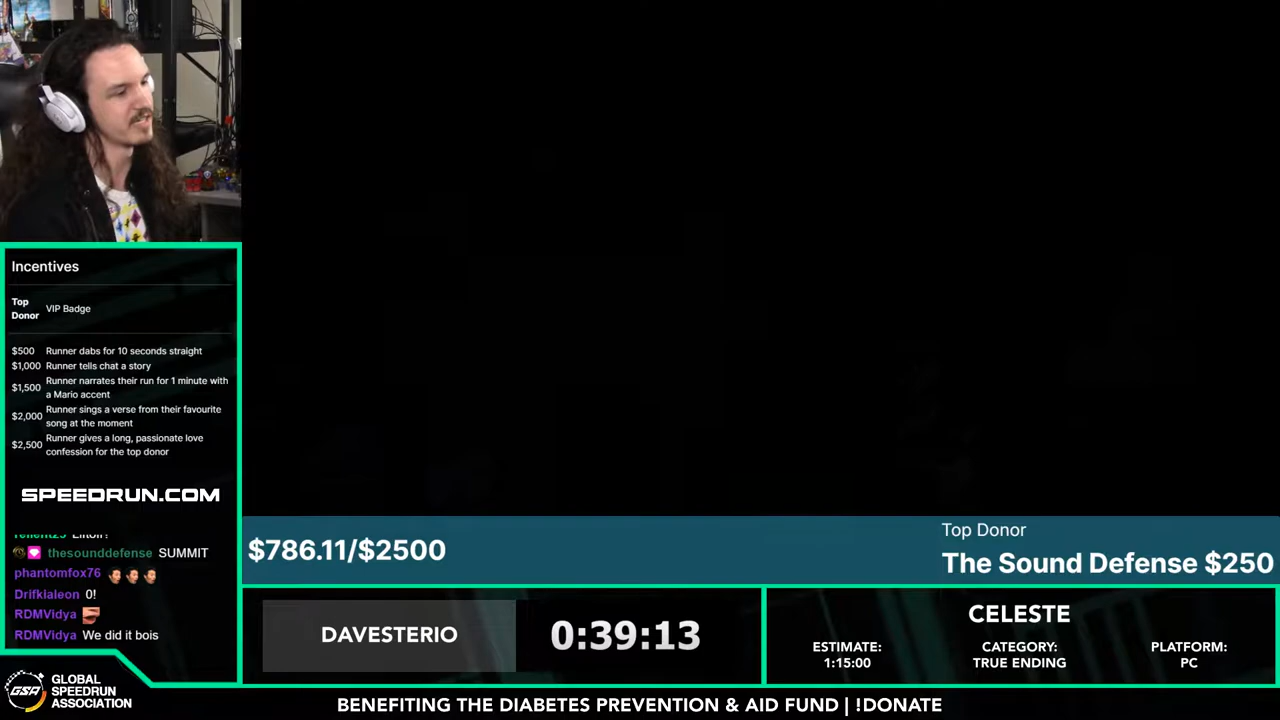 Incentives
Top Donor VIP Badge
$500 Runner dabs for 10 seconds straight
$1,000 Runner tells chat a story
$1,500 Runner narrates their run for 1 minute with a Mario accent
$2,000 Runner sings a verse from their favourite song at the moment
$2,500 Runner gives a long, passionate love confession for the top donor
SPEEDRUN.COM
thesounddefense SUMMIT
phantomfox76
Drifkialeon 0!
RDMVidya
RDMVidya We did it bois
$786.11/$2500
Top Donor
The Sound Defense $250
DAVESTERIO
0:39:13
CELESTE
ESTIMATE: 1:15:00
CATEGORY: TRUE ENDING
PLATFORM: PC
GSA GLOBAL SPEEDRUN ASSOCIATION
BENEFITING THE DIABETES PREVENTION & AID FUND | !DONATE